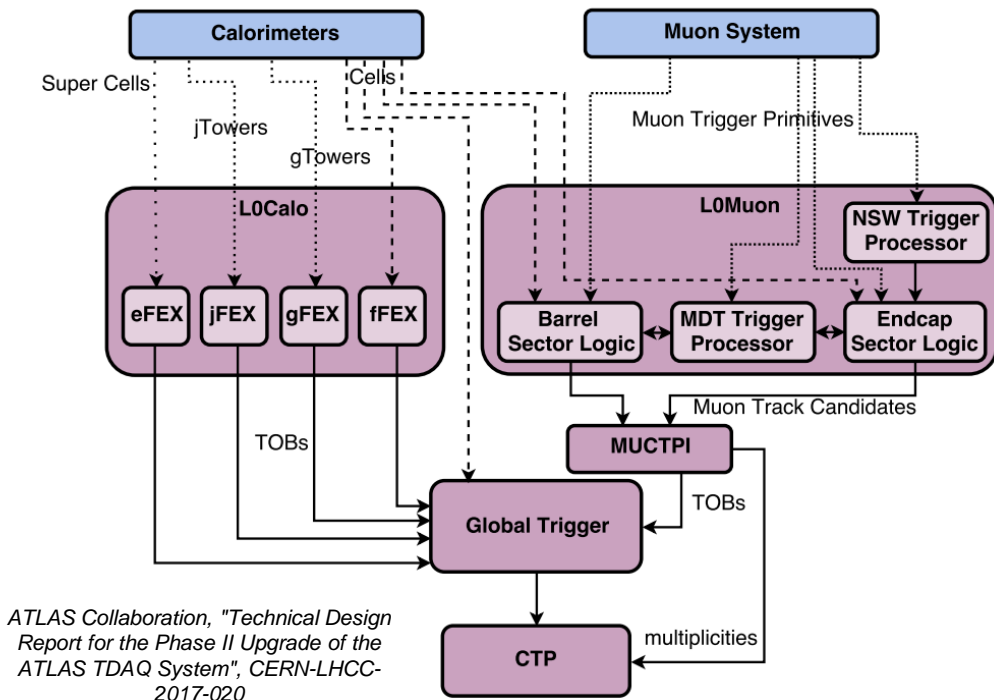 Calorimeters
Muon System
Super Cells
Cells
jTowers
gTowers
Muon Trigger Primitives
L0Calo
L0Muon
NSW Trigger
Processor
eFEX
jFEX
gFEX
fFEX
Barrel
Sector Logic
MDT Trigger
Processor
Endcap
Sector Logic
Muon Track Candidates
TOBs
MUCTPI
TOBs
Global Trigger
CTP
multiplicities
ATLAS Collaboration, "Technical Design
Report for the Phase II Upgrade of the
ATLAS TDAQ System", CERN-LHCC-
2017-020